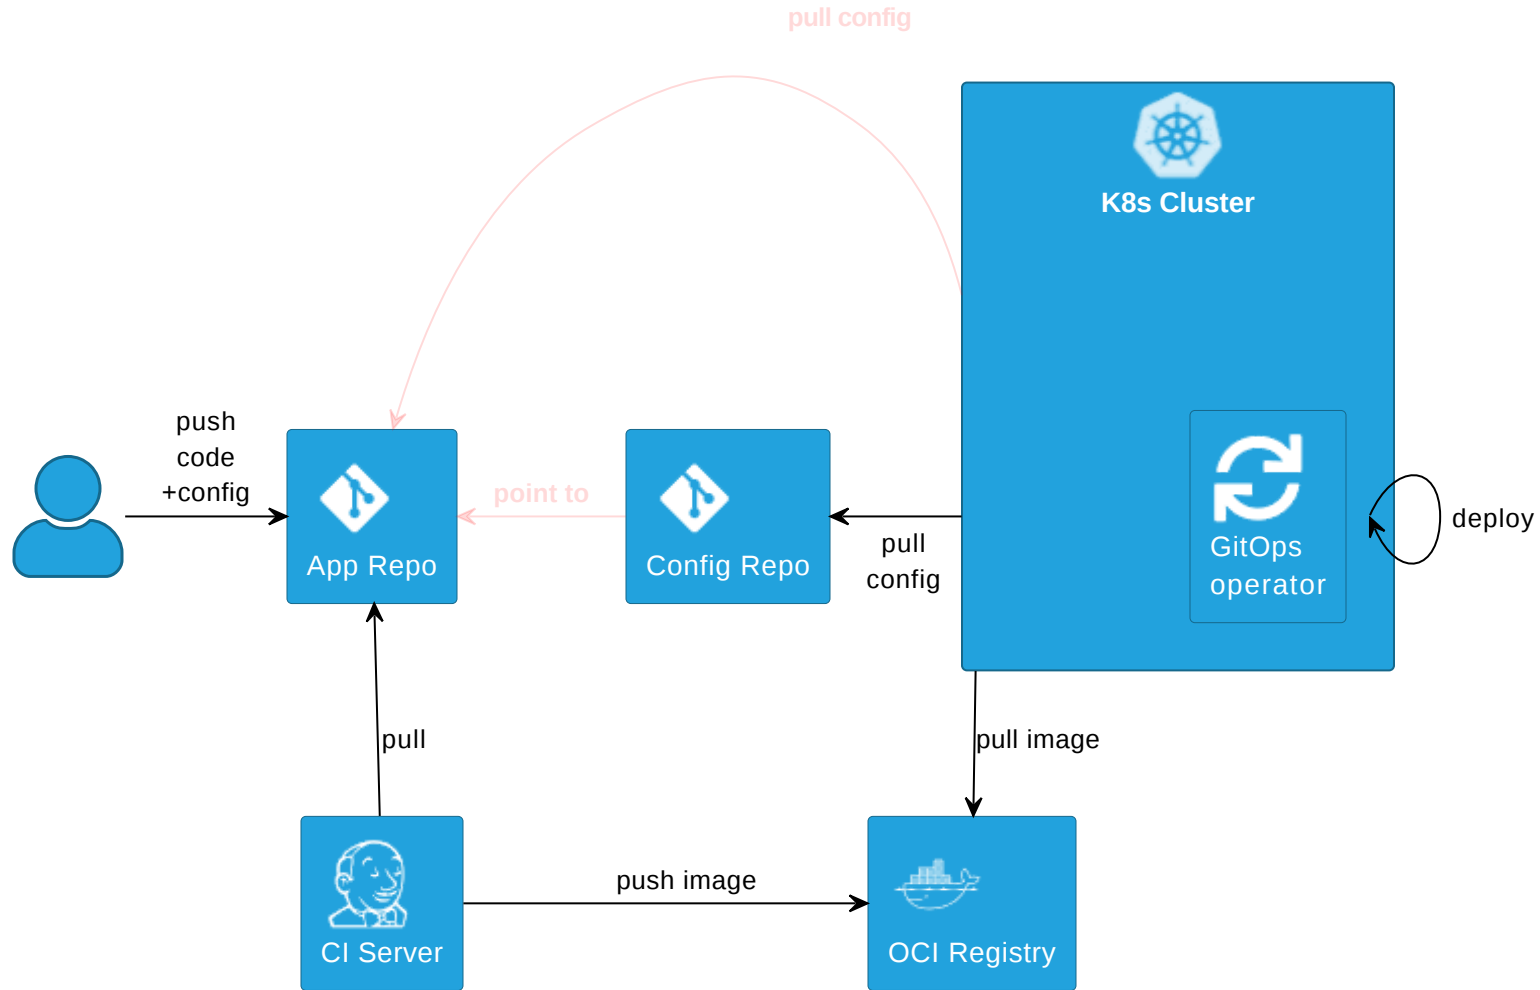 pull config
K8s Cluster
push
code
+config
point to
App Repo
Config Repo
pull
config
GitOps
operator
deploy
pull
pull image
push image
CI Server
OCI Registry